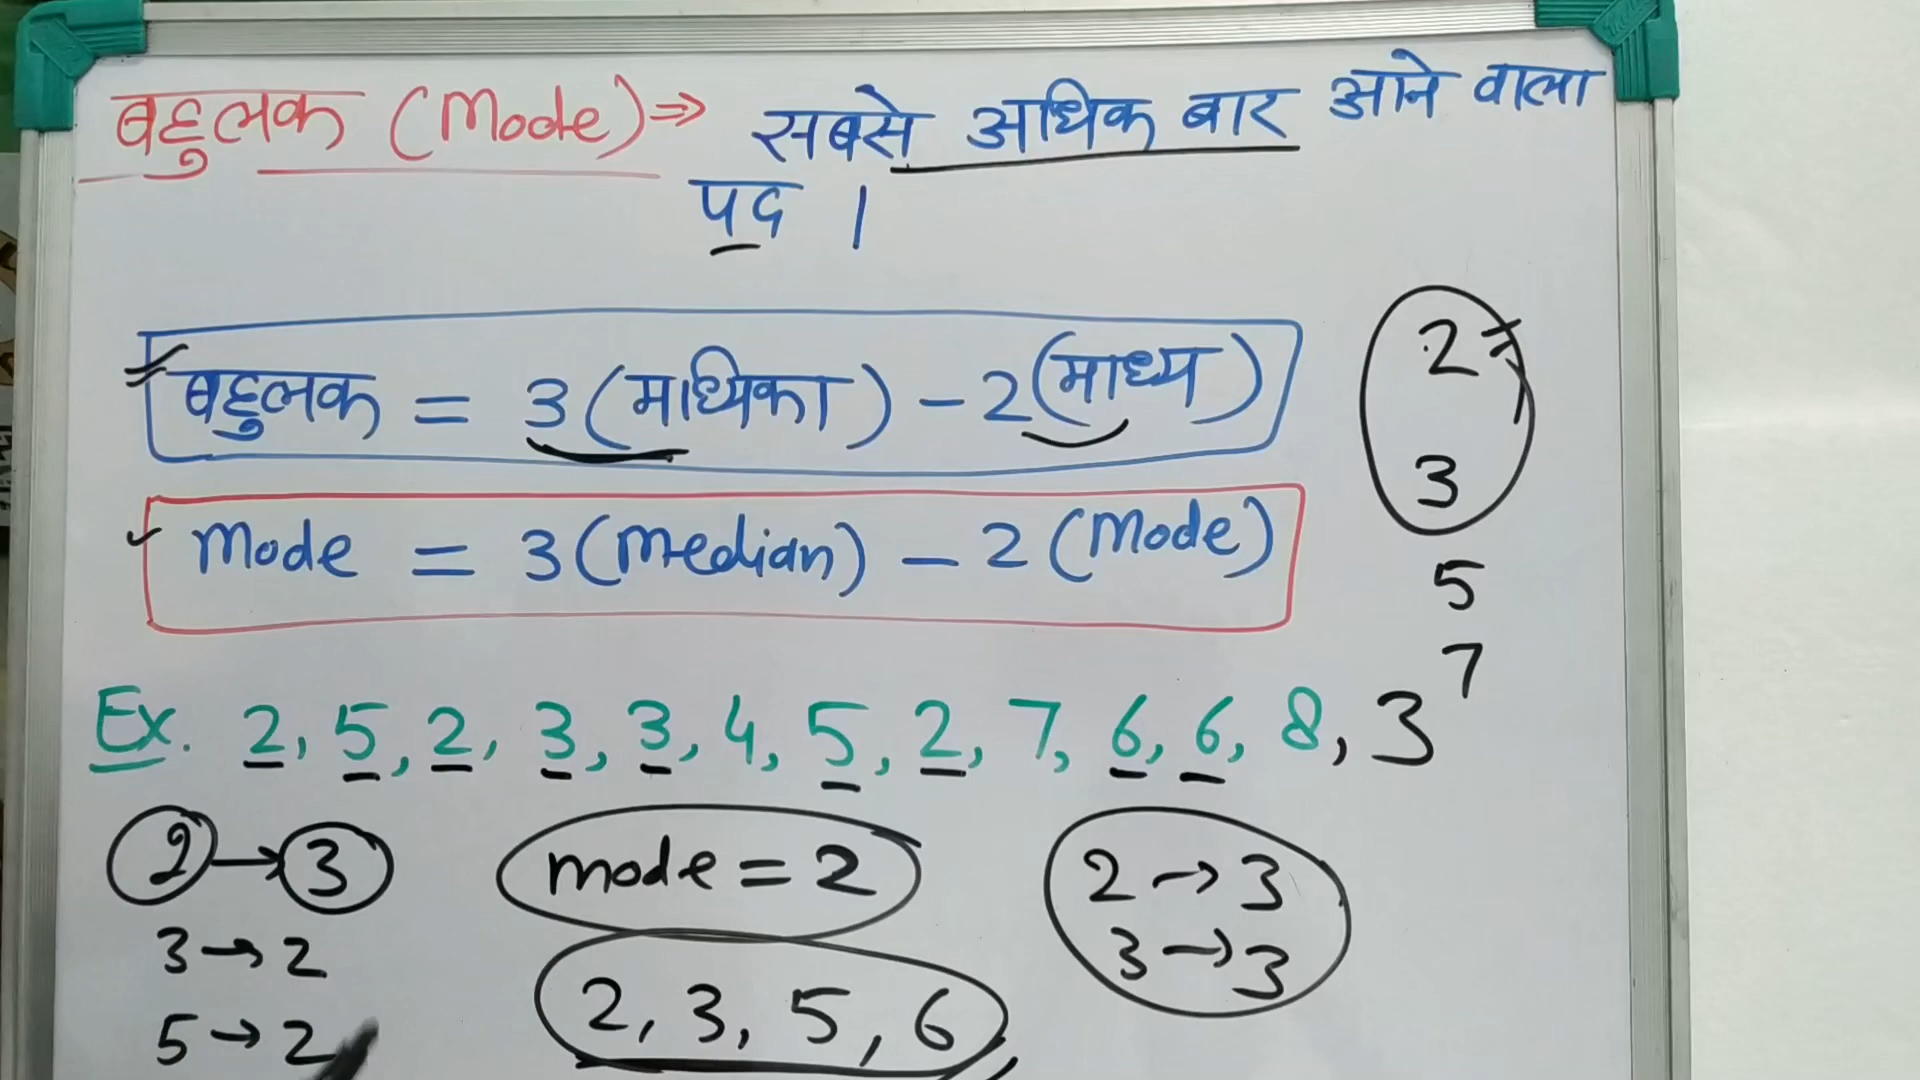 बहुलक (Mode) ⇒ सबसे अधिक बार आने वाला
पद ।
बहुलक = 3 (माध्यिका) - 2 (माध्य)
Mode = 3 (Median) - 2 (Mode)
2
3
5
7
Ex. 2, 5, 2, 3, 3, 4, 5, 2, 7, 6, 6, 8, 3
2 → 3
3 → 2
5 → 2
mode = 2
2, 3, 5, 6
2 → 3
3 → 3